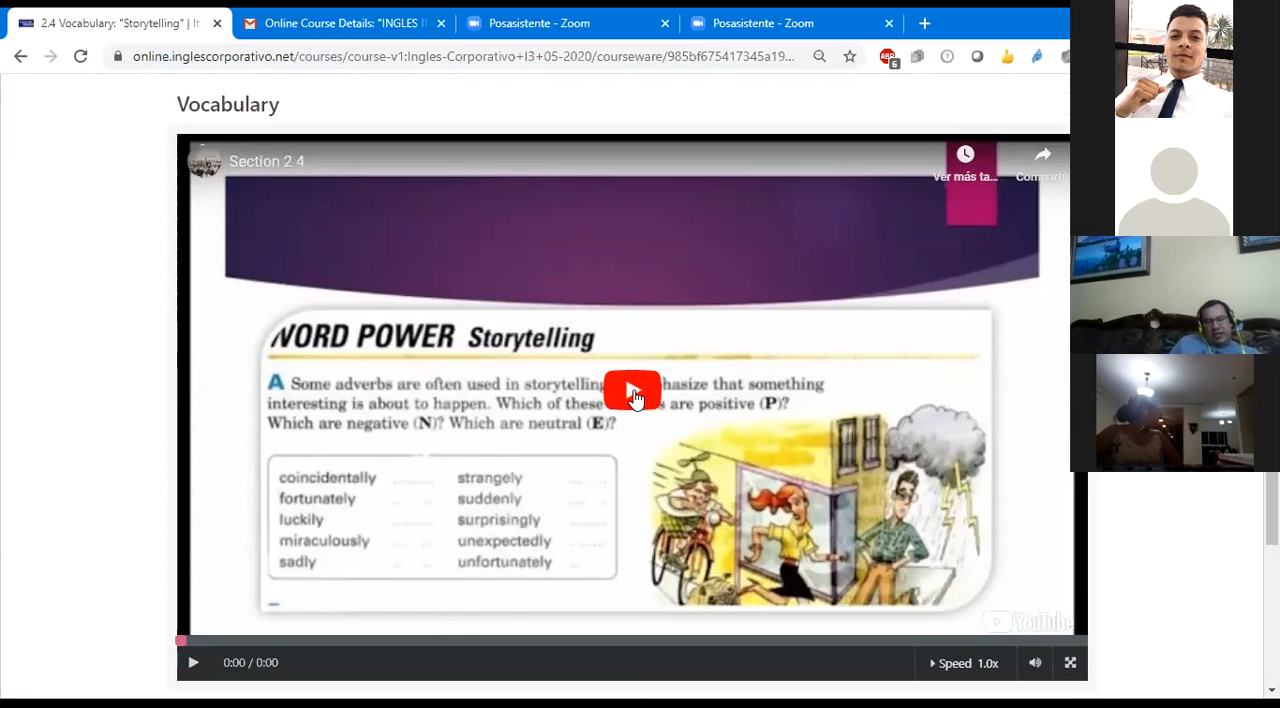 2.4 Vocabulary: "Storytelling" | It
Online Course Details: "INGLES I
Posasistente - Zoom
Posasistente - Zoom
online.inglescorporativo.net/courses/course-v1:Ing
+I3+05-2020/courseware/985bff75417345a19...
6
Vocabulary
Section 2 4
Ver más ta...
Comparti
WORD POWER Storytelling
A Some adverbs are often used in storytelling
hasize that something
interesting is about to happen. Which of these
s are positive (P)?
Which are negative (N)? Which are neutral (E)?
coincidentally strangely
fortunately suddenly
luckily surprisingly
miraculously unexpectedly
sadly unfortunately
YouTube
0:00 / 0:00
Speed 1.0x